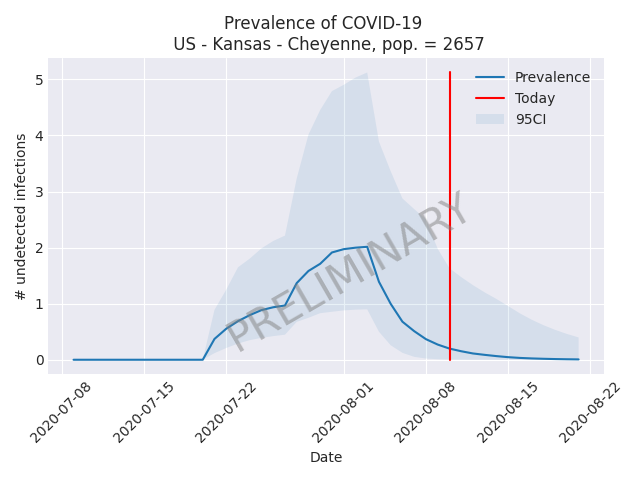 Prevalence of COVID-19
US - Kansas - Cheyenne, pop. = 2657
# undetected infections
5
4
3
2
1
0
Prevalence
Today
95CI
PRELIMINARY
2020-07-08
2020-07-15
2020-07-22
2020-08-01
2020-08-08
2020-08-15
2020-08-22
Date